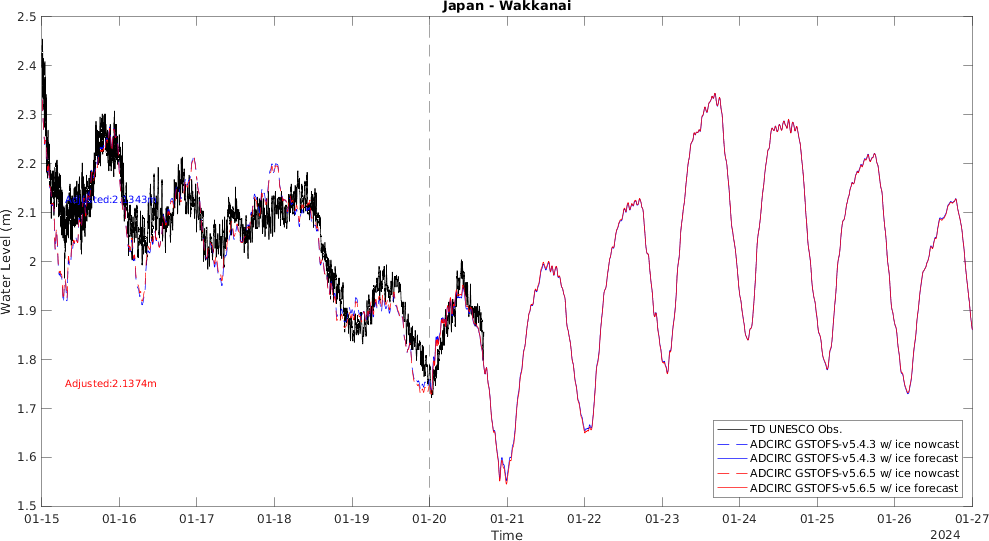 Japan - Wakkanai
2.5
2.4
2.3
2.2
2.1
2
1.9
1.8
1.7
1.6
1.5
Water Level (m)
Adjusted:2.1343m
Adjusted:2.1374m
TD UNESCO Obs.
ADCIRC GSTOFS-v5.4.3 w/ ice nowcast
ADCIRC GSTOFS-v5.4.3 w/ ice forecast
ADCIRC GSTOFS-v5.6.5 w/ ice nowcast
ADCIRC GSTOFS-v5.6.5 w/ ice forecast
01-15 01-16 01-17 01-18 01-19 01-20 01-21 01-22 01-23 01-24 01-25 01-26 01-27
Time
2024